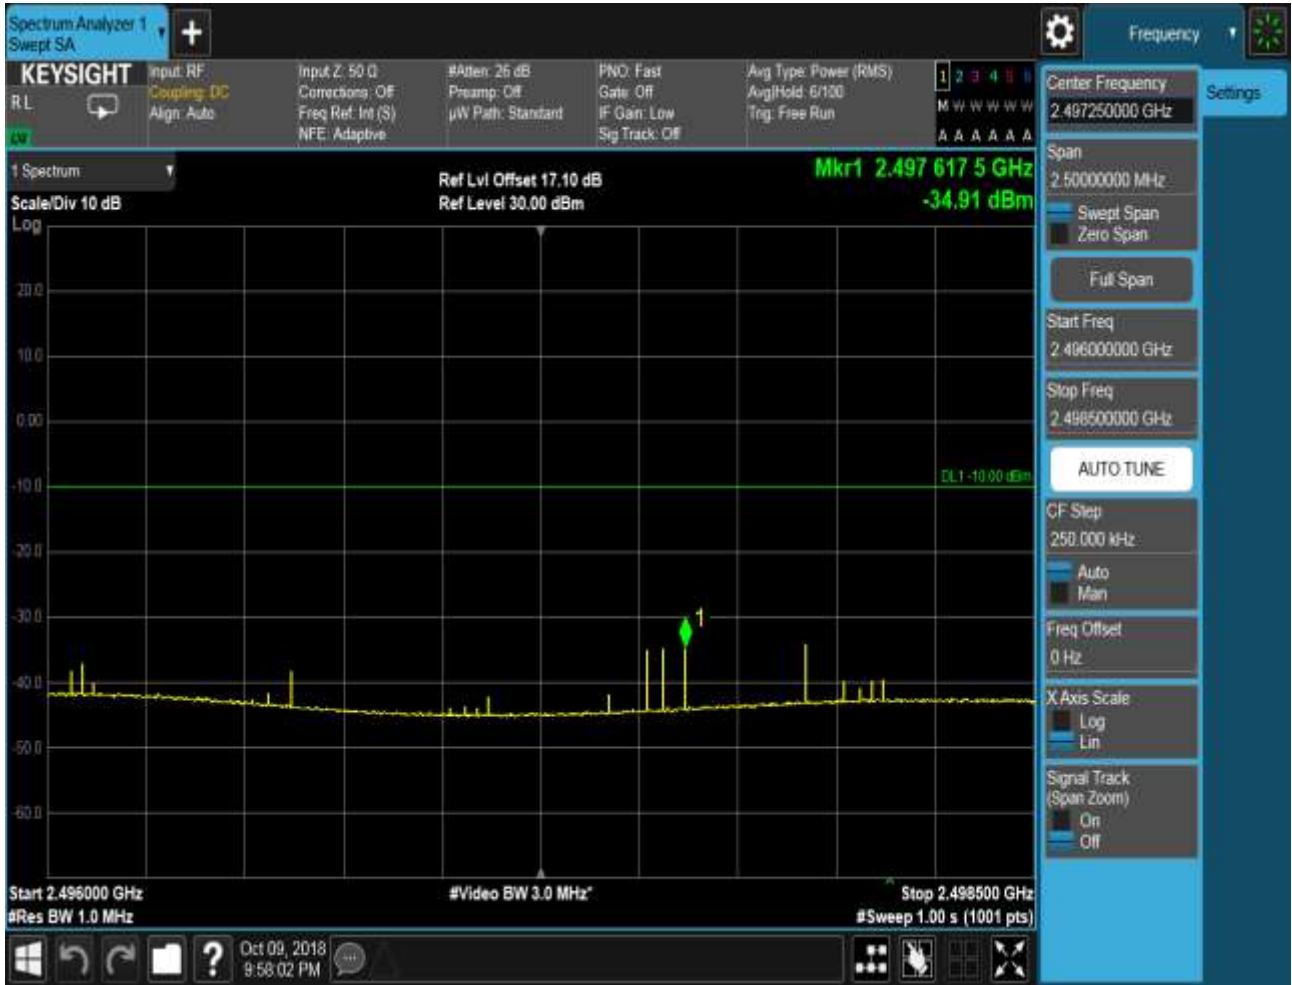 Spectrum Analyzer 1
Swept SA
+
Frequency
KEYSIGHT
R L
Input: RF
Coupling: DC
Align: Auto
Input Z: 50 Ω
Corrections: Off
Freq Ref: Int (S)
NFE: Adaptive
#Atten: 26 dB
Preamp: Off
µW Path: Standard
PNO: Fast
Gate: Off
IF Gain: Low
Sig Track: Off
Avg Type: Power (RMS)
Avg|Hold: 6/100
Trig: Free Run
1 2 3 4 5 6
M W W W W W
A A A A A A
1 Spectrum
Scale/Div 10 dB
Log
Ref Lvl Offset 17.10 dB
Ref Level 30.00 dBm
Mkr1 2.497 617 5 GHz
-34.91 dBm
20.0
10.0
0.00
-10.0
-20.0
-30.0
-40.0
-50.0
-60.0
DL1 -10.00 dBm
1
Start 2.496000 GHz
#Res BW 1.0 MHz
#Video BW 3.0 MHz*
Stop 2.498500 GHz
#Sweep 1.00 s (1001 pts)
Center Frequency
2.497250000 GHz
Settings
Span
2.50000000 MHz
Swept Span
Zero Span
Full Span
Start Freq
2.496000000 GHz
Stop Freq
2.498500000 GHz
AUTO TUNE
CF Step
250.000 kHz
Auto
Man
Freq Offset
0 Hz
X Axis Scale
Log
Lin
Signal Track
(Span Zoom)
On
Off
?
Oct 09, 2018
9:58:02 PM